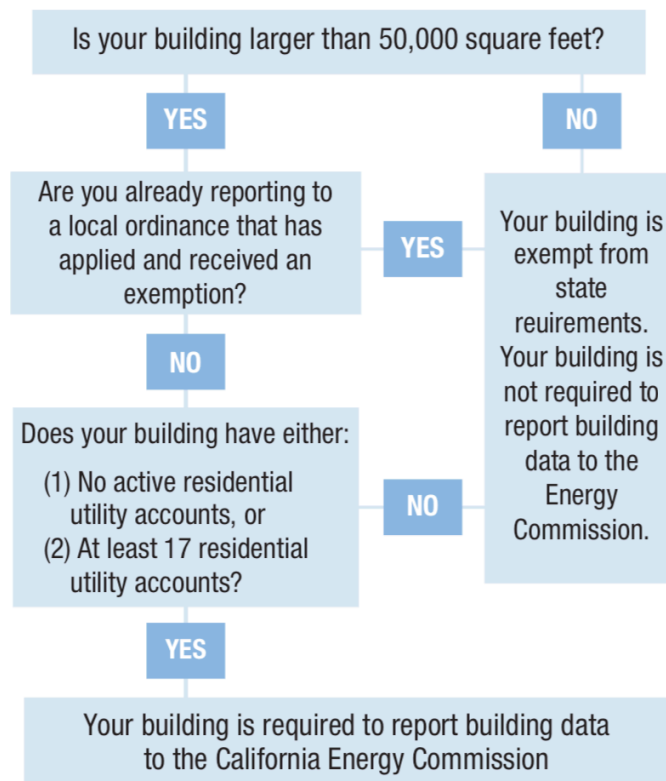 Is your building larger than 50,000 square feet?
YES
NO
Are you already reporting to
a local ordinance that has
applied and received an
exemption?
YES
Your building is
exempt from
state
reuirements.
Your building is
not required to
report building
data to the
Energy
Commission.
NO
Does your building have either:
(1) No active residential
utility accounts, or
(2) At least 17 residential
utility accounts?
NO
YES
Your building is required to report building data
to the California Energy Commission